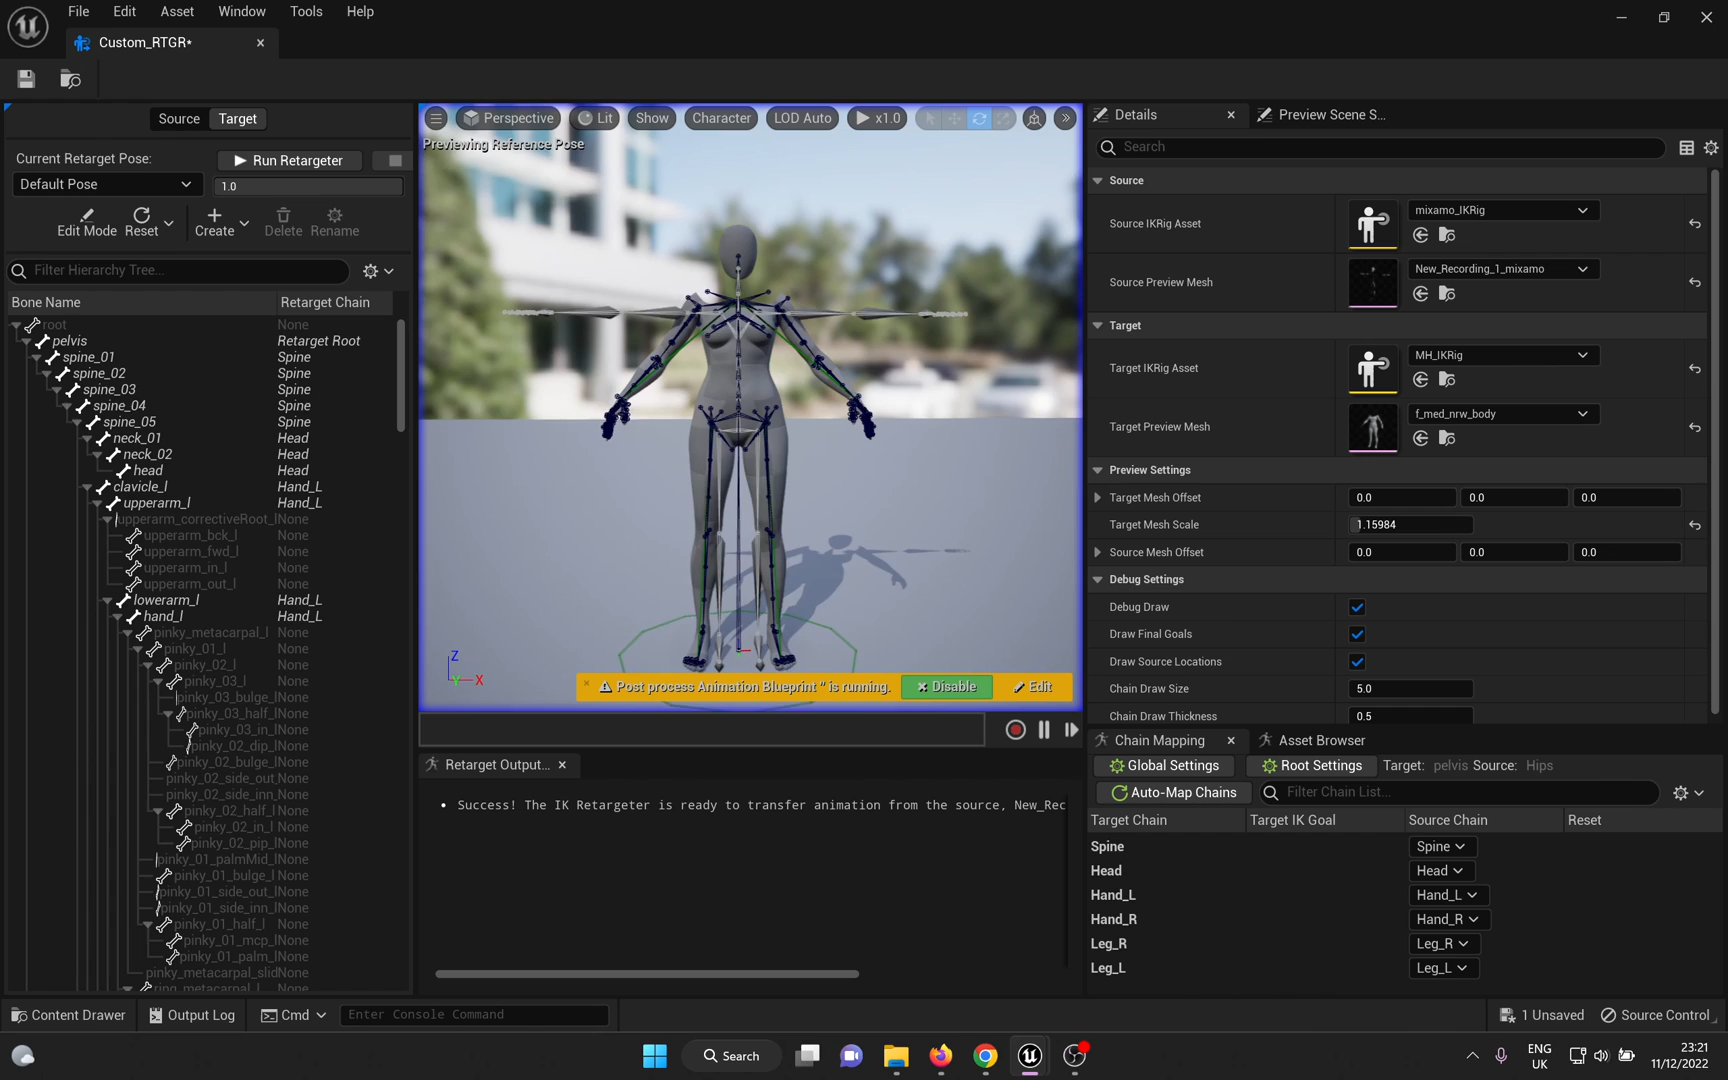 File Edit Asset Window Tools Help
Custom_RTGR*
Source Target
Current Retarget Pose: Run Retargeter
Default Pose 1.0
Edit Mode Reset Create Delete Rename
Filter Hierarchy Tree...
Bone Name Retarget Chain
root None
pelvis Retarget Root
spine_01 Spine
spine_02 Spine
spine_03 Spine
spine_04 Spine
spine_05 Spine
neck_01 Head
neck_02 Head
head Head
clavicle_l Hand_L
upperarm_l Hand_L
upperarm_correctiveRoot_l None
upperarm_bck_l None
upperarm_fwd_l None
upperarm_in_l None
upperarm_out_l None
lowerarm_l Hand_L
hand_l Hand_L
pinky_metacarpal_l None
pinky_01_l None
pinky_02_l None
pinky_03_l None
pinky_03_bulge_l None
pinky_03_half_l None
pinky_03_in_l None
pinky_02_dip_l None
pinky_02_bulge_l None
pinky_02_side_out_ None
pinky_02_side_inn_ None
pinky_02_half_l None
pinky_02_in_l None
pinky_02_pip_l None
pinky_01_palmMid_l None
pinky_01_bulge_l None
pinky_01_side_out_l None
pinky_01_side_inn_l None
pinky_01_half_l None
pinky_01_mcp_l None
pinky_01_palm_l None
pinky_metacarpal_slid None
ring_metacarpal_l None
Perspective Lit Show Character LOD Auto x1.0
Previewing Reference Pose
Z
Y X
Post process Animation Blueprint '' is running. Disable Edit
Retarget Output...
Success! The IK Retargeter is ready to transfer animation from the source, New_Rec
Details Preview Scene S...
Search
Source
Source IKRig Asset mixamo_IKRig
Source Preview Mesh New_Recording_1_mixamo
Target
Target IKRig Asset MH_IKRig
Target Preview Mesh f_med_nrw_body
Preview Settings
Target Mesh Offset 0.0 0.0 0.0
Target Mesh Scale 1.15984
Source Mesh Offset 0.0 0.0 0.0
Debug Settings
Debug Draw
Draw Final Goals
Draw Source Locations
Chain Draw Size 5.0
Chain Draw Thickness 0.5
Chain Mapping Asset Browser
Global Settings Root Settings Target: pelvis Source: Hips
Auto-Map Chains Filter Chain List...
Target Chain Target IK Goal Source Chain Reset
Spine Spine
Head Head
Hand_L Hand_L
Hand_R Hand_R
Leg_R Leg_R
Leg_L Leg_L
Content Drawer Output Log Cmd Enter Console Command 1 Unsaved Source Control
Search
ENG
UK
23:21
11/12/2022